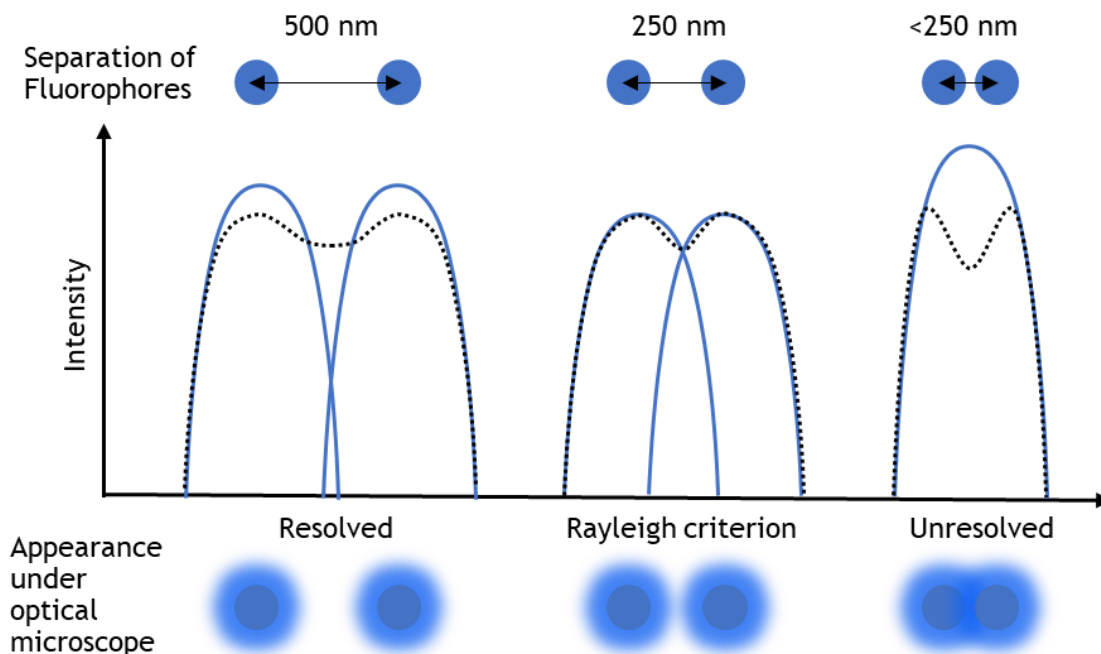 500 nm
250 nm
<250 nm
Separation of
Fluorophores
Intensity
Resolved
Rayleigh criterion
Unresolved
Appearance
under
optical
microscope